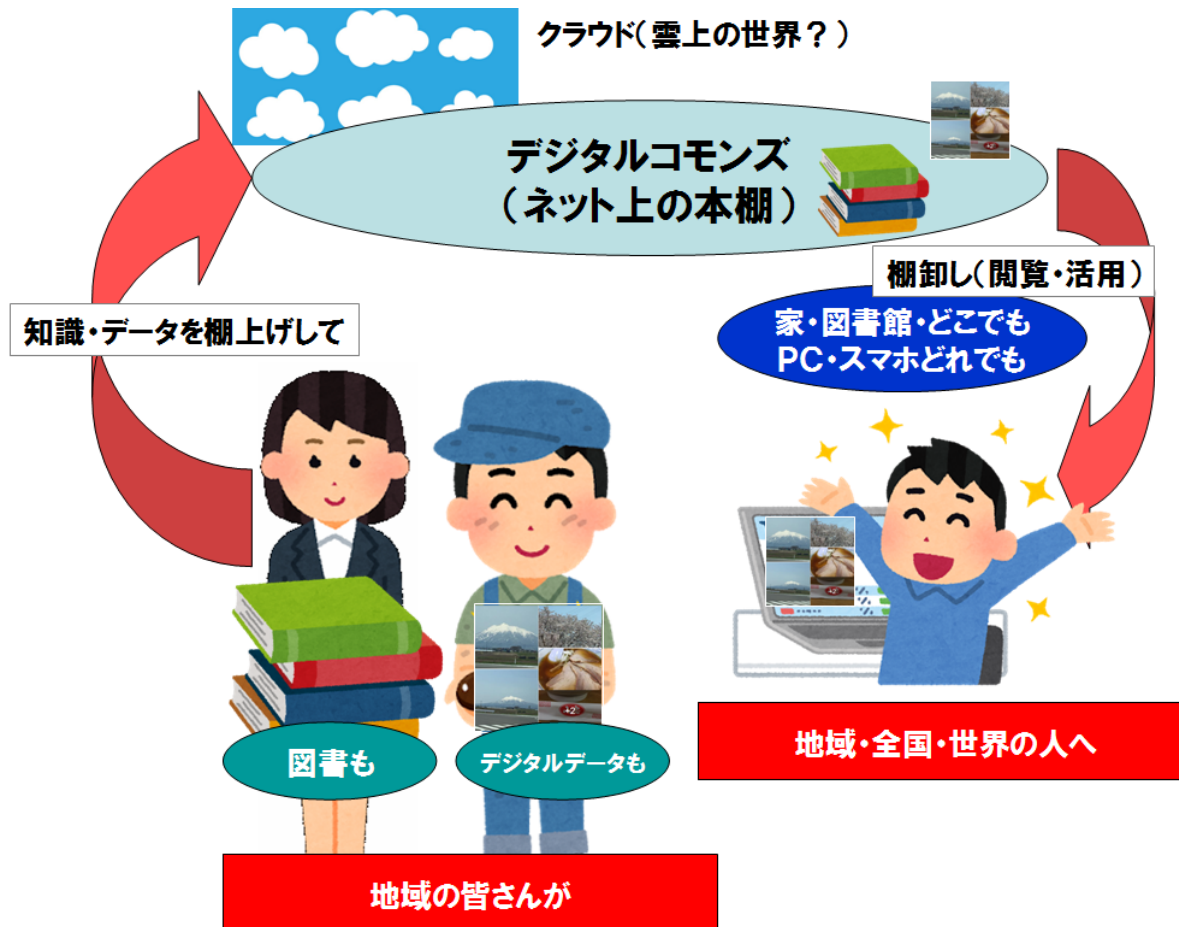 クラウド（雲上の世界？）
デジタルコモンズ
（ネット上の本棚）
棚卸し（閲覧・活用）
知識・データを棚上げして
家・図書館・どこでも
PC・スマホどれでも
図書も
デジタルデータも
地域・全国・世界の人へ
地域の皆さんが